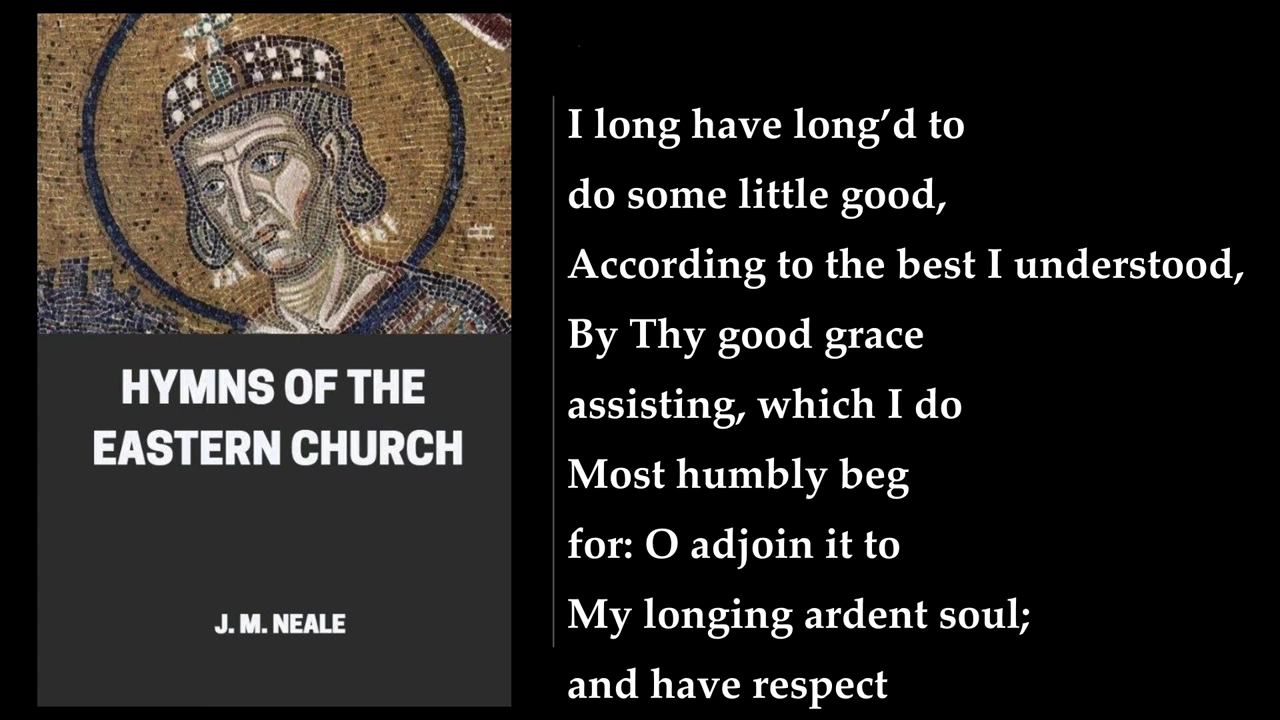 HYMNS OF THE
EASTERN CHURCH
J. M. NEALE
I long have long’d to
do some little good,
According to the best I understood,
By Thy good grace
assisting, which I do
Most humbly beg
for: O adjoin it to
My longing ardent soul;
and have respect